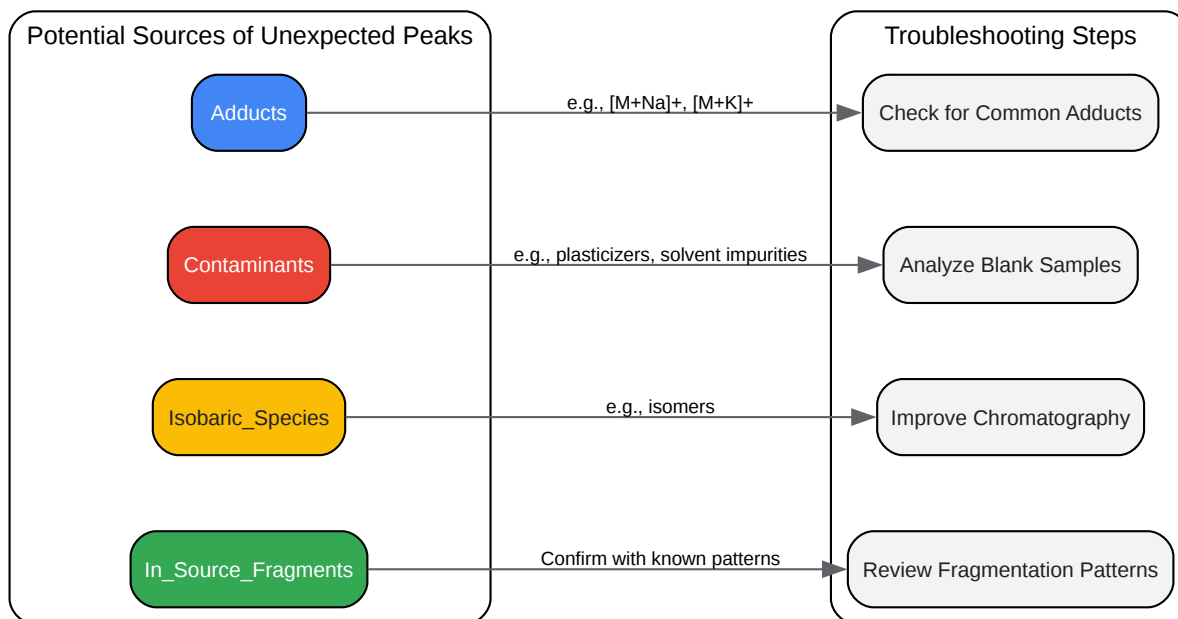 Potential Sources of Unexpected Peaks
Troubleshooting Steps
Adducts
e.g., [M+Na]+, [M+K]+
Check for Common Adducts
Contaminants
e.g., plasticizers, solvent impurities
Analyze Blank Samples
Isobaric_Species
e.g., isomers
Improve Chromatography
In_Source_Fragments
Confirm with known patterns
Review Fragmentation Patterns